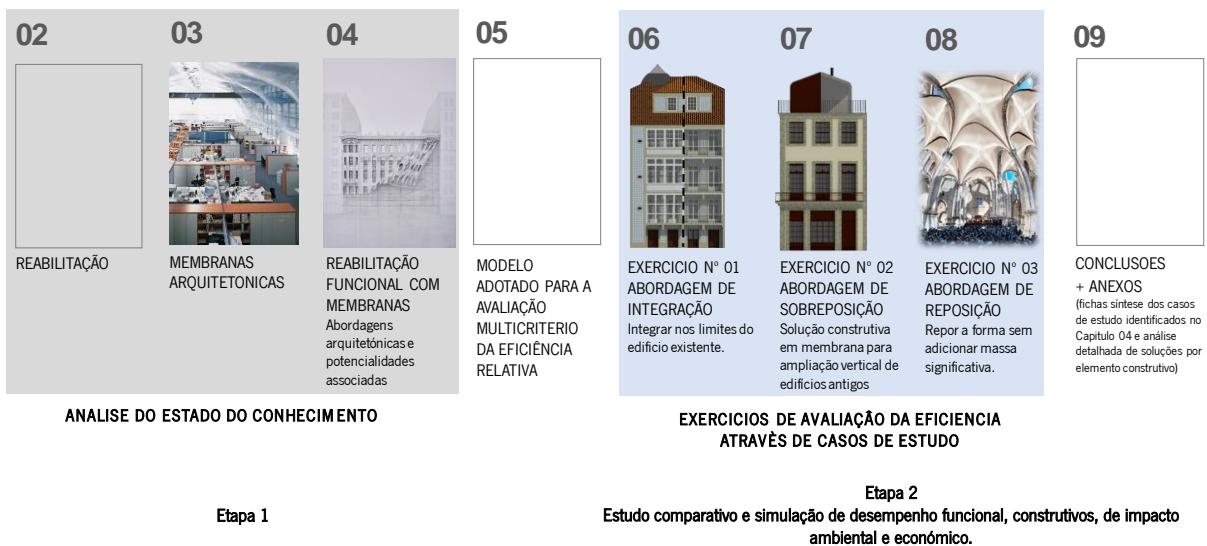 02
REABILITAÇÃO
03
MEMBRANAS
ARQUITETONICAS
04
REABILITAÇÃO
FUNCIONAL COM
MEMBRANAS
Abordagens
arquitetónicas e
potencialidades
associadas
ANALISE DO ESTADO DO CONHECIMENTO
05
MODELO
ADOTADO PARA A
AVALIAÇÃO
MULTICRITERIO
DA EFICIÊNCIA
RELATIVA
06
EXERCICIO N° 01
ABORDAGEM DE
INTEGRAÇÃO
Integrar nos limites do
edificio existente.
07
EXERCICIO N° 02
ABORDAGEM DE
SOBREPOSIÇÃO
Solução construtiva
em membrana para
ampliação vertical de
edifícios antigos
08
EXERCICIO N° 03
ABORDAGEM DE
REPOSIÇÃO
Repor a forma sem
adicionar massa
significativa.
EXERCICIOS DE AVALIAÇÂO DA EFICIENCIA
ATRAVÈS DE CASOS DE ESTUDO
09
CONCLUSOES
+ ANEXOS
(fichas síntese dos casos
de estudo identificados no
Capitulo 04 e análise
detalhada de soluções por
elemento construtivo)
Etapa 1
Etapa 2
Estudo comparativo e simulação de desempenho funcional, construtivos, de impacto
ambiental e económico.